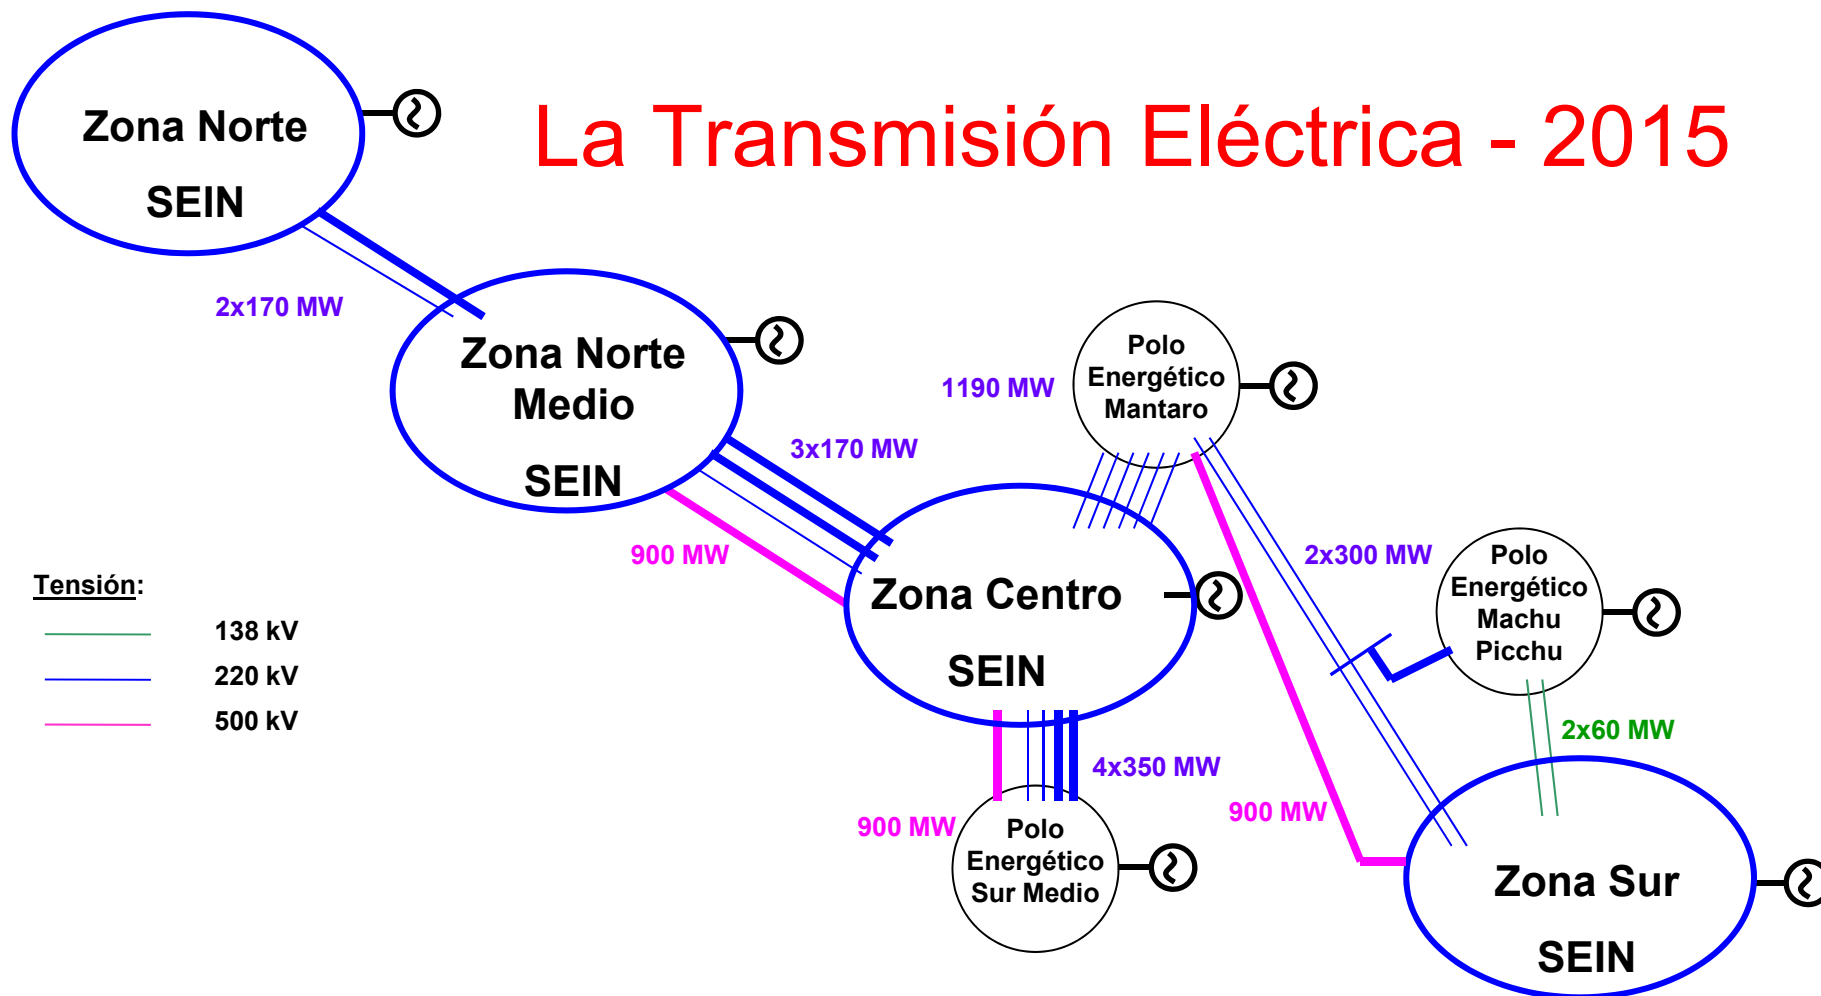 La Transmisión Eléctrica - 2015
Zona Norte
SEIN
2x170 MW
Zona Norte
Medio
SEIN
3x170 MW
900 MW
1190 MW
Polo
Energético
Mantaro
Zona Centro
SEIN
2x300 MW
Polo
Energético
Machu
Picchu
2x60 MW
4x350 MW
900 MW
Polo
Energético
Sur Medio
900 MW
Zona Sur
SEIN
Tensión:
138 kV
220 kV
500 kV